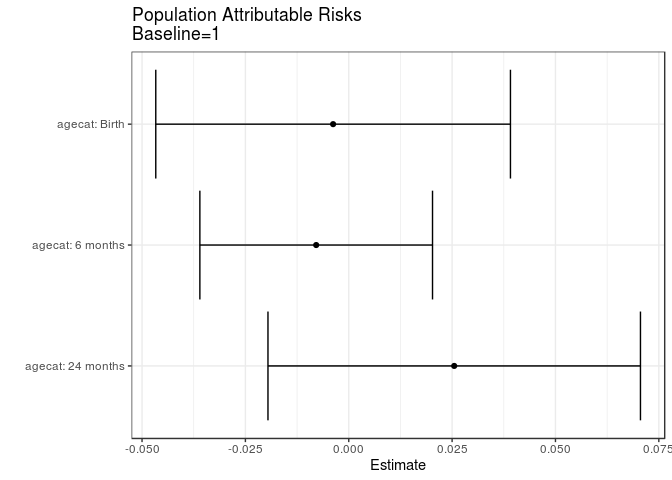 Population Attributable Risks
Baseline=1
agecat: Birth
agecat: 6 months
agecat: 24 months
-0.050 -0.025 0.000 0.025 0.050 0.075
Estimate